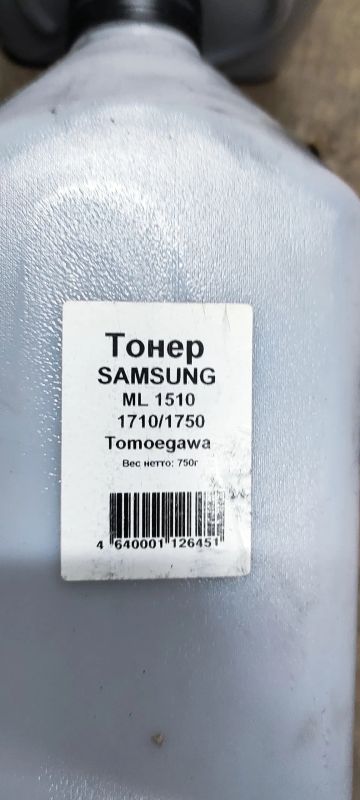 Тонер
SAMSUNG
ML 1510
1710/1750
Tomoegawa
Вес нетто: 750г
4 640001 126451